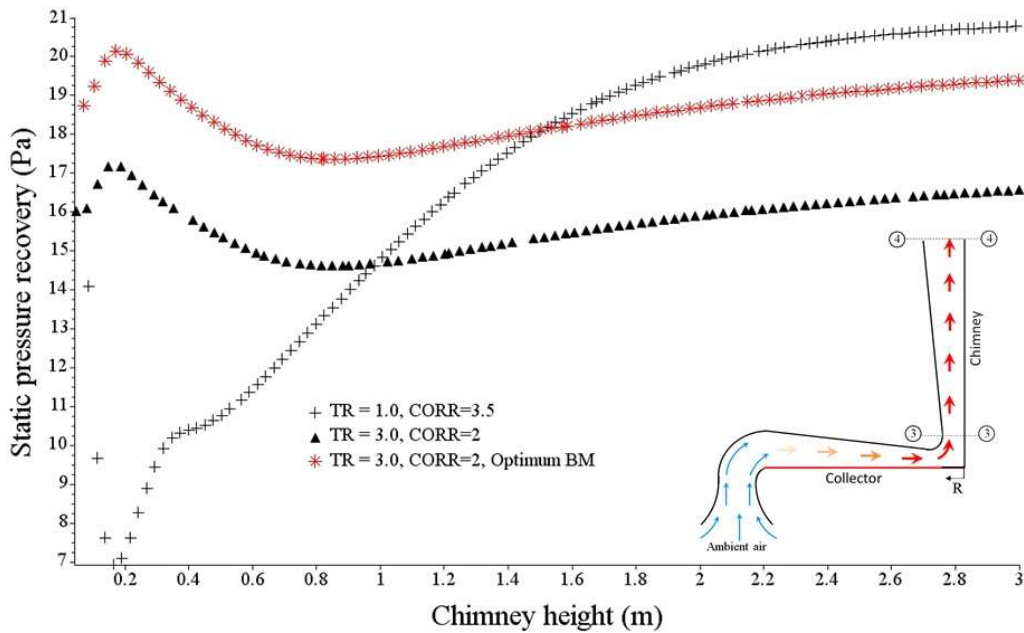 21
20
19
18
17
16
15
14
13
12
11
10
9
8
7
Static pressure recovery (Pa)
TR = 1.0, CORR=3.5
TR = 3.0, CORR=2
TR = 3.0, CORR=2, Optimum BM
4 4
Chimney
3 3
R
Collector
Ambient air
0.2 0.4 0.6 0.8 1 1.2 1.4 1.6 1.8 2 2.2 2.4 2.6 2.8 3
Chimney height (m)